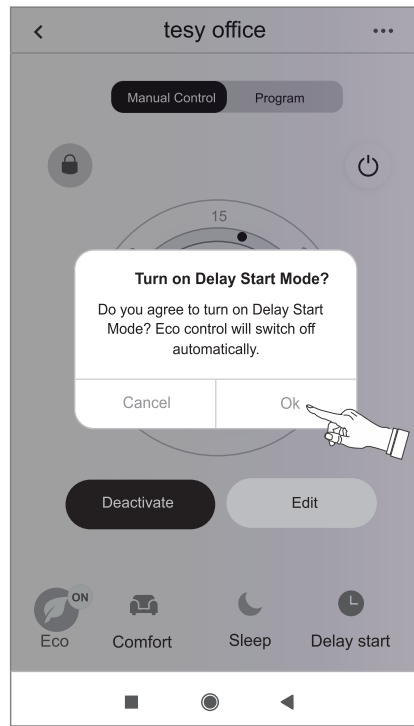 tesy office
Manual Control Program
15
Turn on Delay Start Mode?
Do you agree to turn on Delay Start
Mode? Eco control will switch off
automatically.
Cancel Ok
Deactivate Edit
ON
Eco Comfort Sleep Delay start